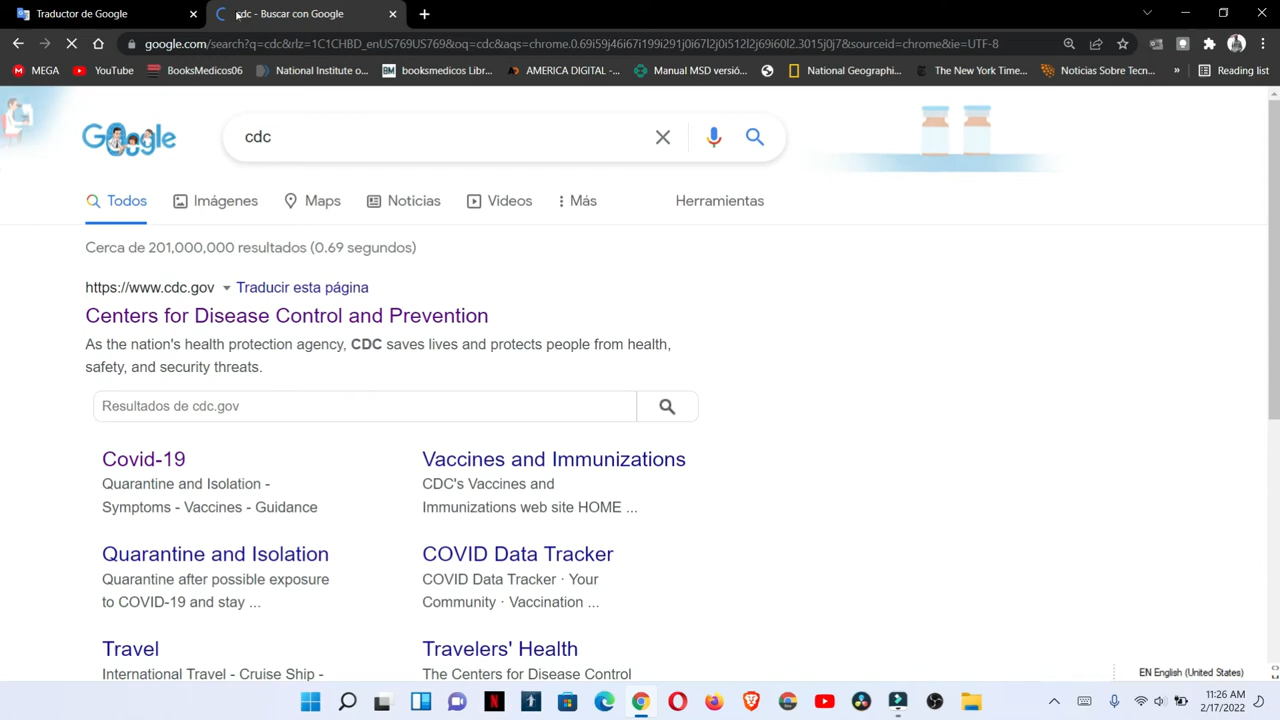 Traducir de Google
cdc - Buscar con Google
google.com/search?q=cdc&rlz=1C1CHBD_enUS769US769&oq=cdc&aqs=chrome.0.69i59j46i67i199i291j0i67l2j0i512l2j69i60l2.3015j0j7&sourceid=chrome&ie=UTF-8
MEGA
YouTube
BooksMedicos06
National Institute o...
booksmedicos Libr...
AMERICA DIGITAL -...
Manual MSD versió...
National Geographi...
The New York Time...
Noticias Sobre Tecn...
»
Reading list
Google
cdc
Todos
Imágenes
Maps
Noticias
Videos
Más
Herramientas
Cerca de 201,000,000 resultados (0.69 segundos)
https://www.cdc.gov
Traducir esta página
Centers for Disease Control and Prevention
As the nation's health protection agency, CDC saves lives and protects people from health,
safety, and security threats.
Resultados de cdc.gov
Covid-19
Quarantine and Isolation -
Symptoms - Vaccines - Guidance
Vaccines and Immunizations
CDC's Vaccines and
Immunizations web site HOME ...
Quarantine and Isolation
Quarantine after possible exposure
to COVID-19 and stay ...
COVID Data Tracker
COVID Data Tracker · Your
Community · Vaccination ...
Travel
International Travel - Cruise Ship -
Travelers' Health
The Centers for Disease Control
EN English (United States)
11:26 AM
2/17/2022